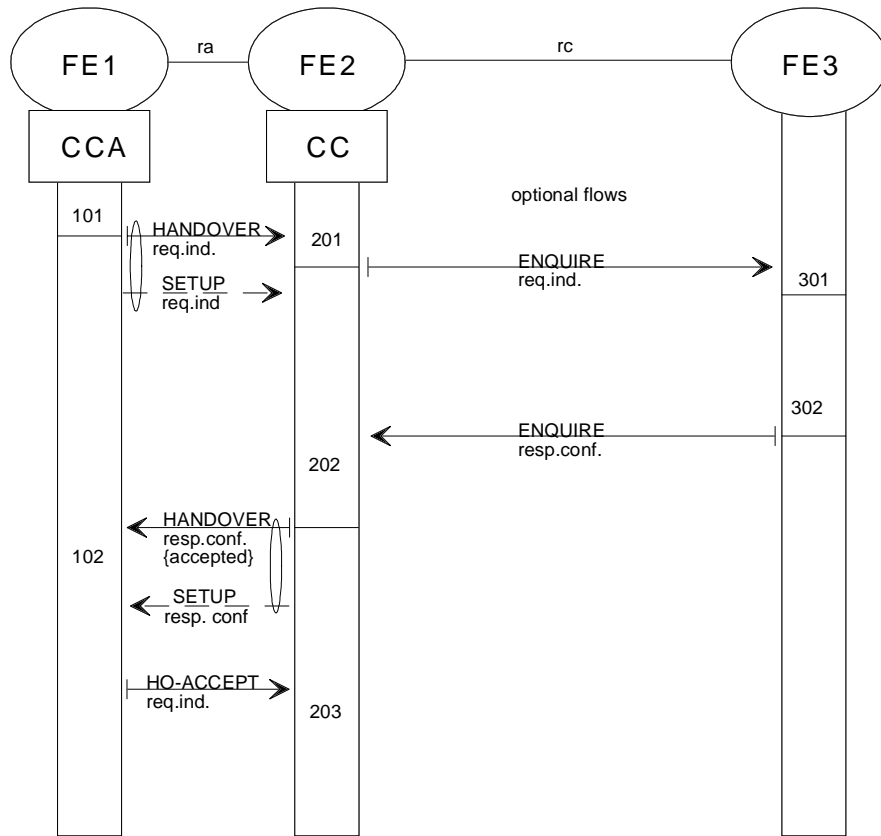 ra
rc
FE1
FE2
FE3
CCA
CC
optional flows
101
HANDOVER
req.ind.
201
ENQUIRE
req.ind.
SETUP
req.ind
301
302
ENQUIRE
resp.conf.
202
HANDOVER
resp.conf.
{accepted}
102
SETUP
resp. conf
HO-ACCEPT
req.ind.
203